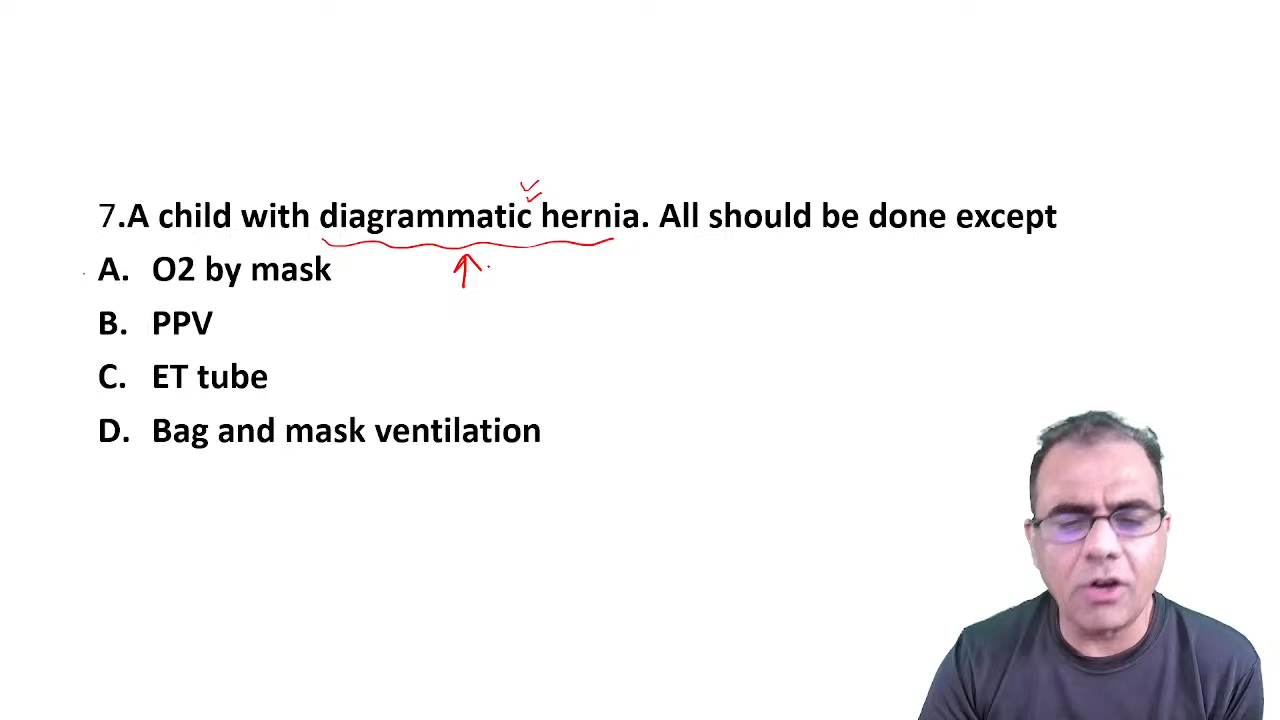 7.A child with diagrammatic hernia. All should be done except
A. O2 by mask
B. PPV
C. ET tube
D. Bag and mask ventilation